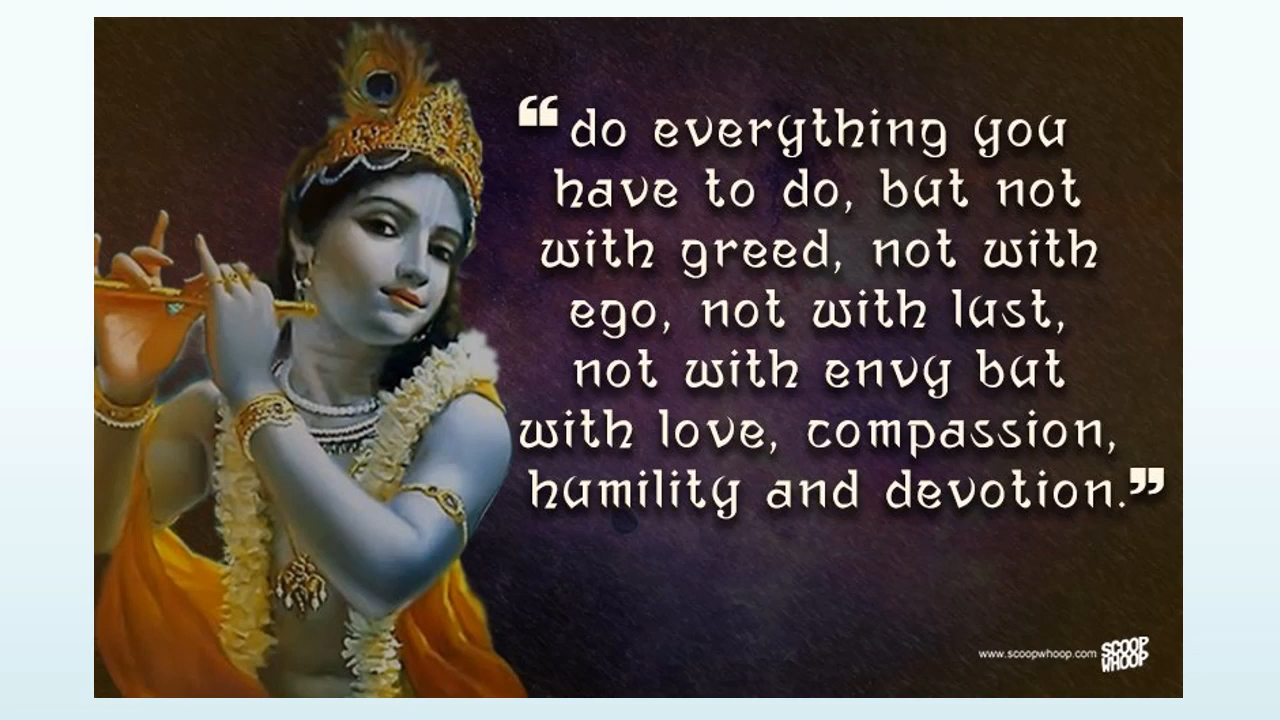 “do everything you
have to do, but not
with greed, not with
ego, not with lust,
not with envy but
with love, compassion,
humility and devotion.”
www.scoopwhoop.com SCOOP
WHOOP